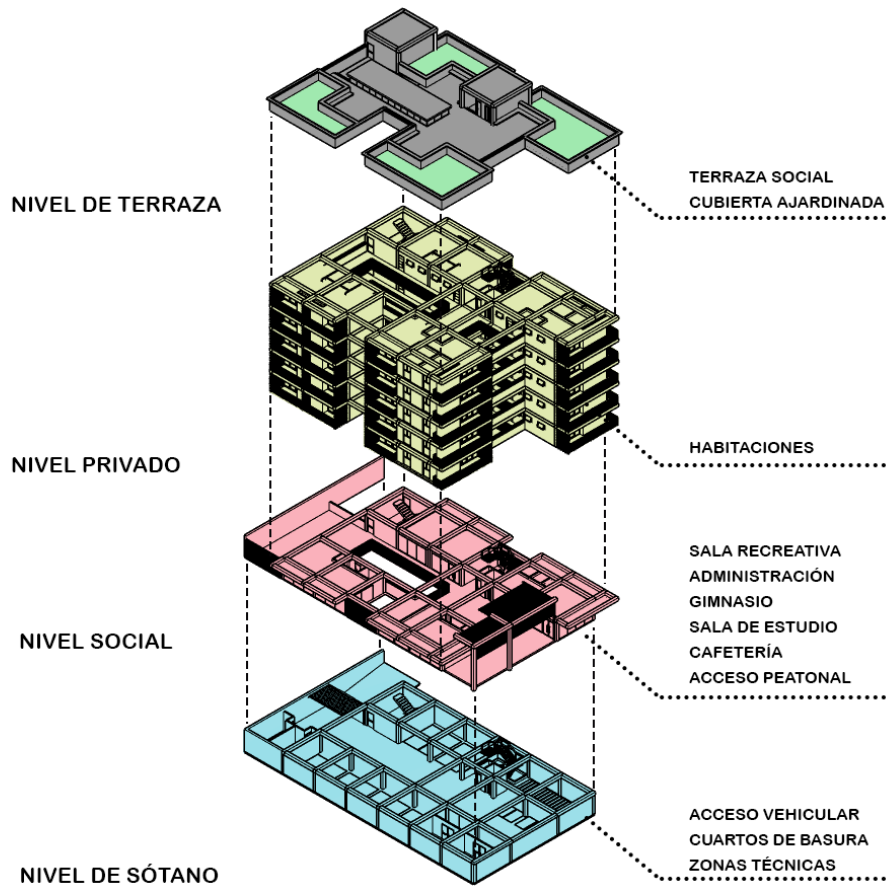 TERRAZA SOCIAL
CUBIERTA AJARDINADA
NIVEL DE TERRAZA
HABITACIONES
NIVEL PRIVADO
SALA RECREATIVA
ADMINISTRACIÓN
GIMNASIO
SALA DE ESTUDIO
CAFETERÍA
ACCESO PEATONAL
NIVEL SOCIAL
ACCESO VEHICULAR
CUARTOS DE BASURA
ZONAS TÉCNICAS
NIVEL DE SÓTANO